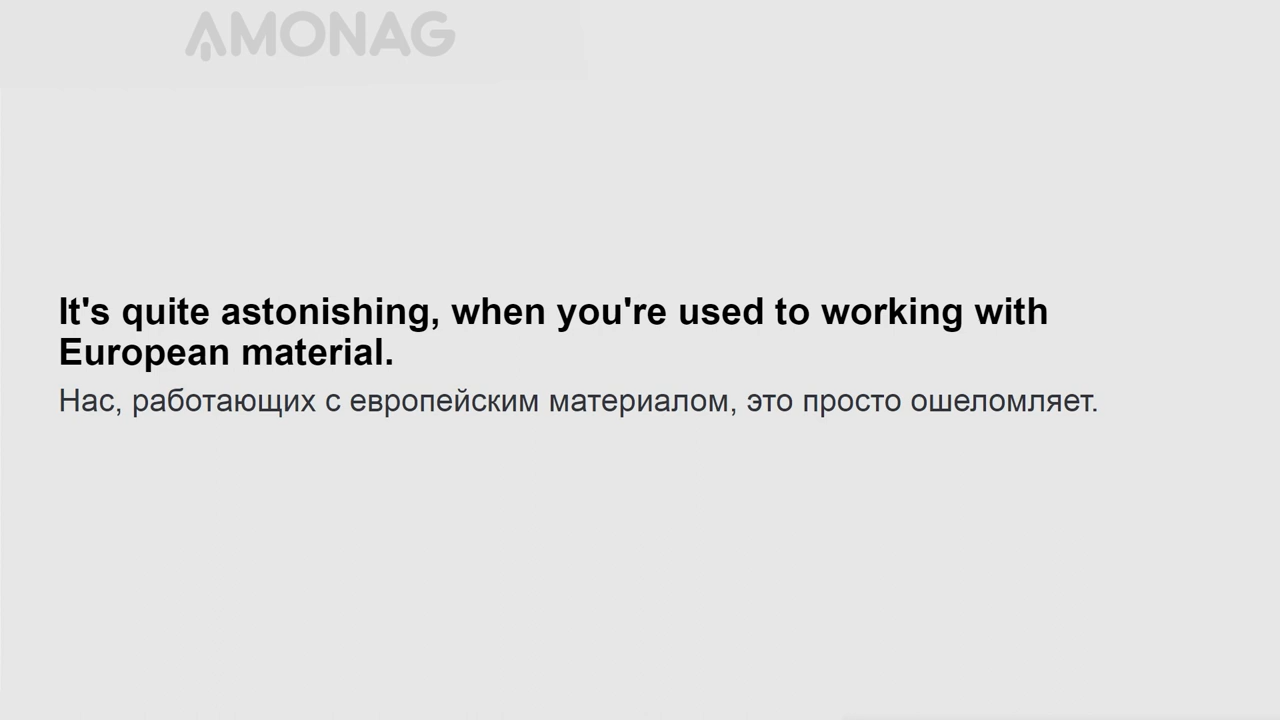 AMONAG
It's quite astonishing, when you're used to working with
European material.
Нас, работающих с европейским материалом, это просто ошеломляет.